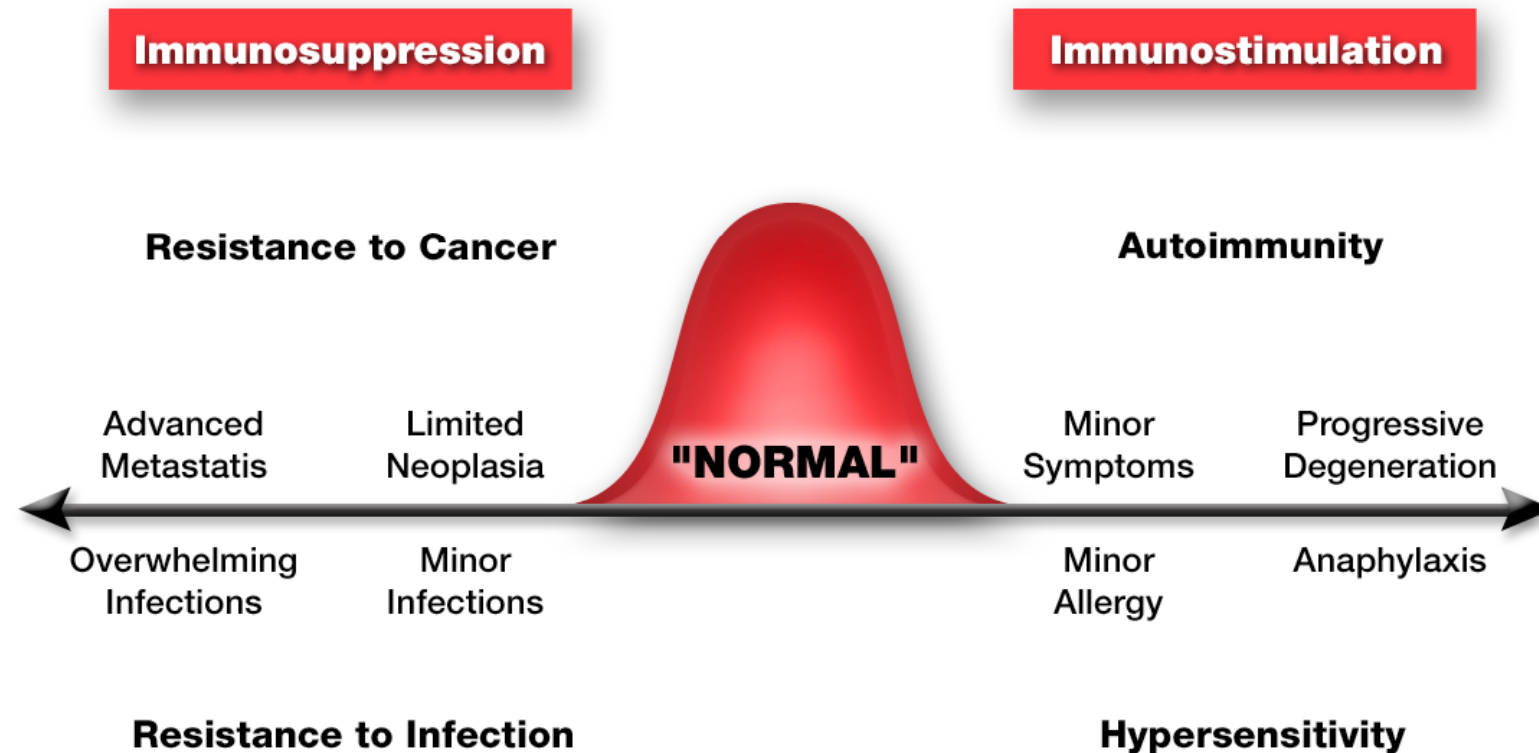 Immunosuppression
Immunostimulation
Resistance to Cancer
Autoimmunity
Advanced
Metastatis
Limited
Neoplasia
"NORMAL"
Minor
Symptoms
Progressive
Degeneration
Overwhelming
Infections
Minor
Infections
Minor
Allergy
Anaphylaxis
Resistance to Infection
Hypersensitivity